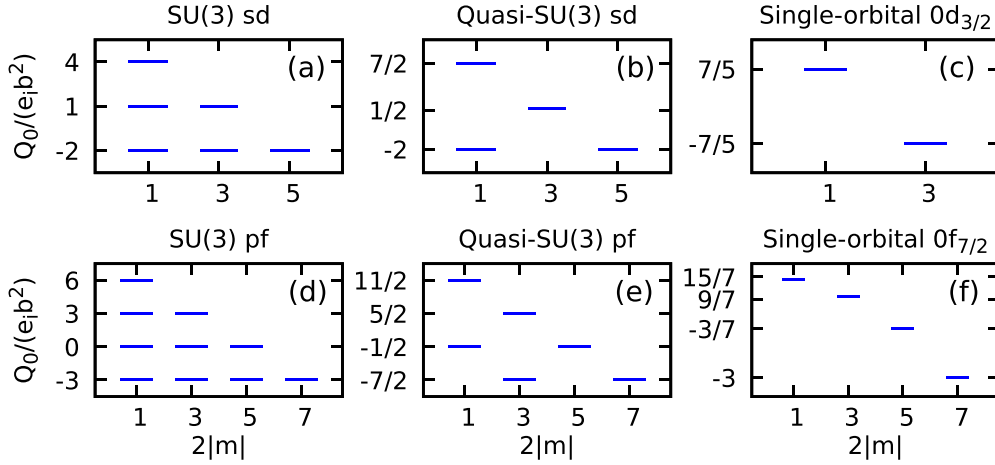 SU(3) sd
Quasi-SU(3) sd
Single-orbital 0d3/2
Q0/(eib2)
4
1
-2
(a)
1 3 5
7/2
1/2
-2
(b)
1 3 5
7/5
-7/5
(c)
1 3
SU(3) pf
Quasi-SU(3) pf
Single-orbital 0f7/2
Q0/(eib2)
6
3
0
-3
(d)
1 3 5 7
2|m|
11/2
5/2
-1/2
-7/2
(e)
1 3 5 7
2|m|
15/7
9/7
-3/7
-3
(f)
1 3 5 7
2|m|